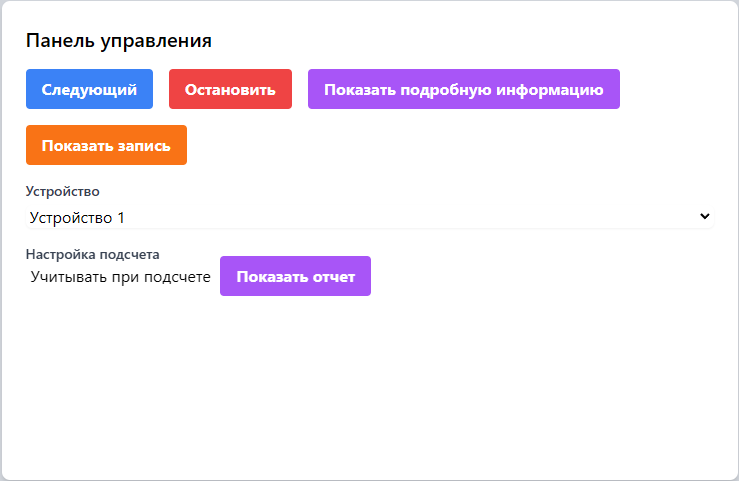 Панель управления
Следующий Остановить Показать подробную информацию
Показать запись
Устройство
Устройство 1
Настройка подсчета
Учитывать при подсчете Показать отчет